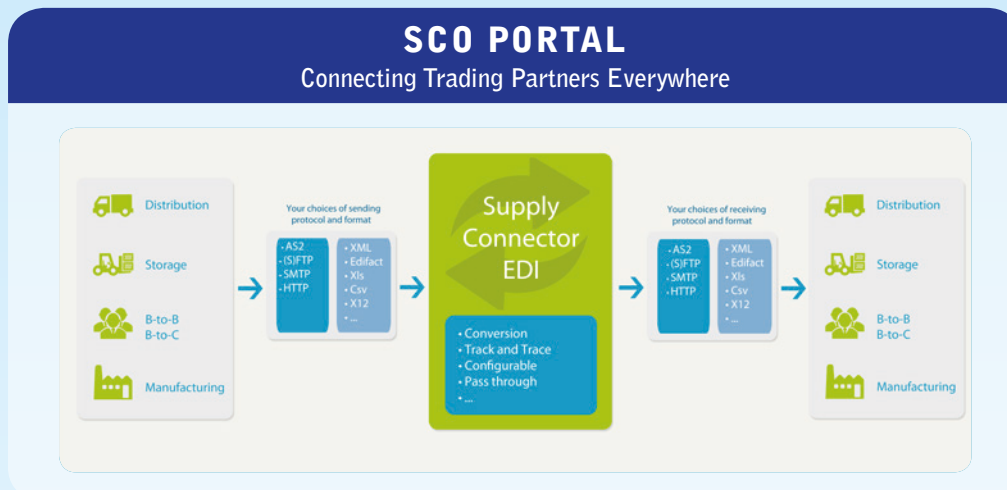 SCO PORTAL
Connecting Trading Partners Everywhere
Distribution
Storage
B-to-B
B-to-C
Manufacturing
Your choices of sending
protocol and format
• AS2
• (S)FTP
• SMTP
• HTTP
• XML
• Edifact
• Xls
• Csv
• X12
• ...
Supply
Connector
EDI
• Conversion
• Track and Trace
• Configurable
• Pass through
• ...
Your choices of receiving
protocol and format
• AS2
• (S)FTP
• SMTP
• HTTP
• XML
• Edifact
• Xls
• Csv
• X12
• ...
Distribution
Storage
B-to-B
B-to-C
Manufacturing